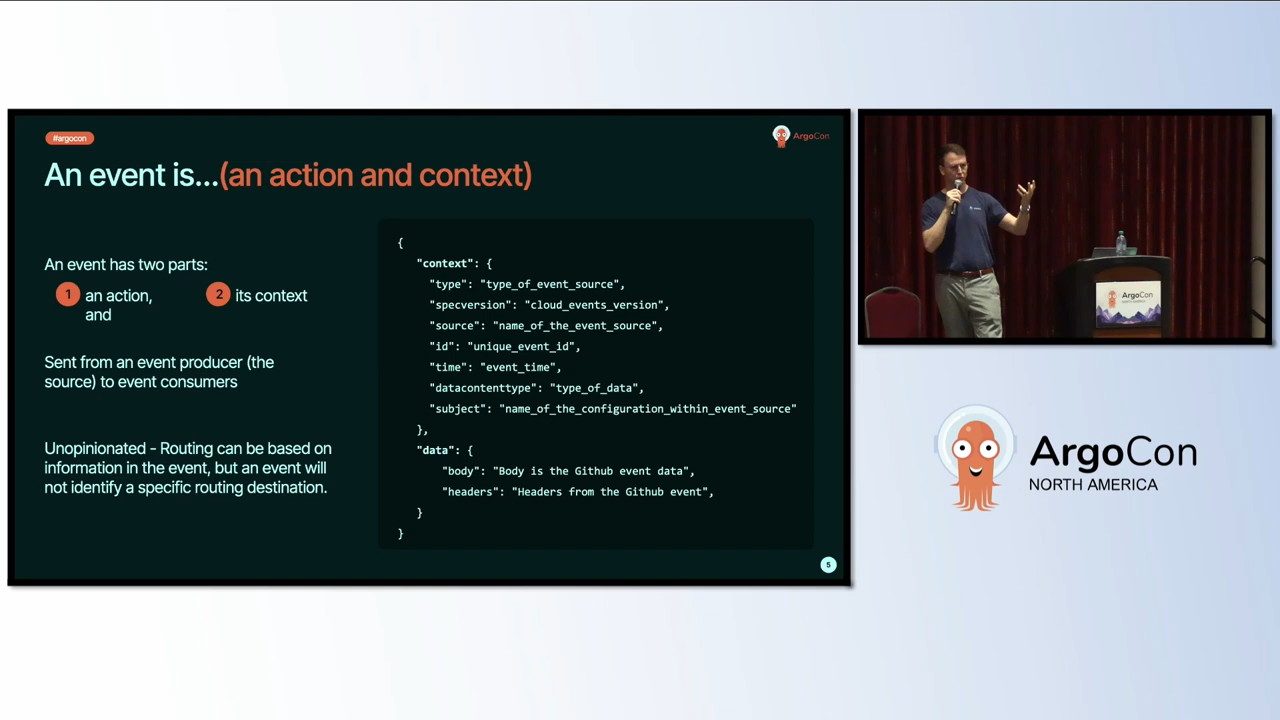 #argocon
ArgoCon
An event is...(an action and context)
An event has two parts:
1 an action, and
2 its context
Sent from an event producer (the
source) to event consumers
Unopinionated - Routing can be based on
information in the event, but an event will
not identify a specific routing destination.
{
"context": {
"type": "type_of_event_source",
"specversion": "cloud_events_version",
"source": "name_of_the_event_source",
"id": "unique_event_id",
"time": "event_time",
"datacontenttype": "type_of_data",
"subject": "name_of_the_configuration_within_event_source"
},
"data": {
"body": "Body is the Github event data",
"headers": "Headers from the Github event",
}
}
5
ArgoCon
ArgoCon
NORTH AMERICA